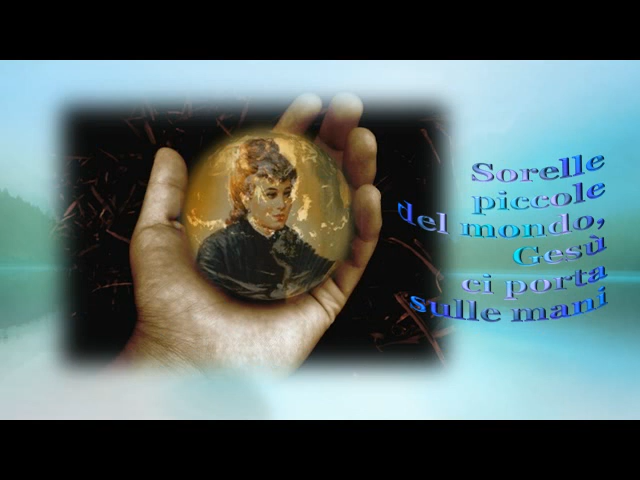 Sorelle
piccole
del mondo,
Gesù
ci porta
sulle mani